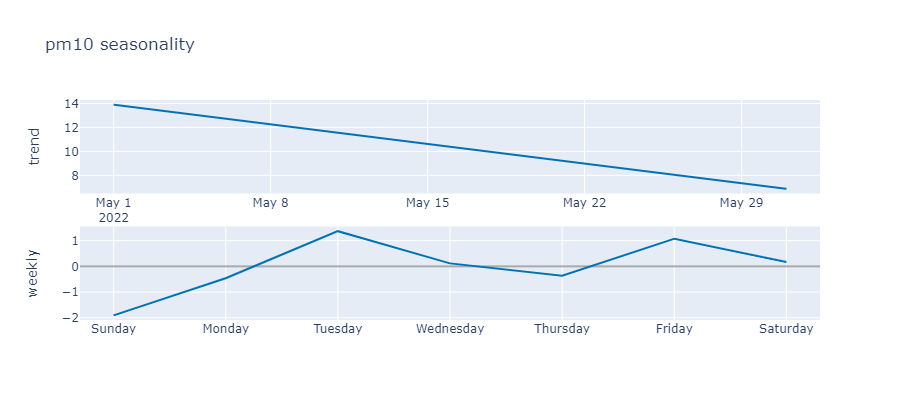 pm10 seasonality
14
12
10
8
trend
May 1 May 8 May 15 May 22 May 29
2022
1
0
−1
−2
weekly
Sunday Monday Tuesday Wednesday Thursday Friday Saturday